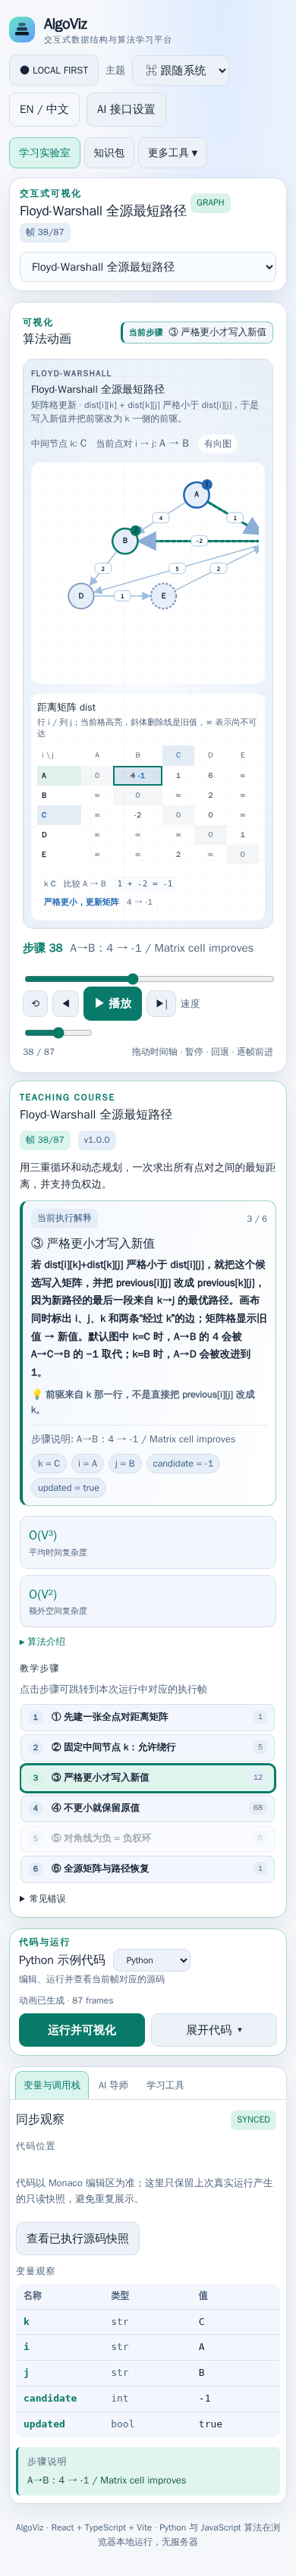 AlgoViz
交互式数据结构与算法学习平台
● LOCAL FIRST
主题
⌘ 跟随系统
EN / 中文
AI 接口设置
学习实验室
知识包
更多工具 ▾
交互式可视化
Floyd-Warshall 全源最短路径
GRAPH
帧 38/87
Floyd-Warshall 全源最短路径
可视化
算法动画
当前步骤 ③ 严格更小才写入新值
FLOYD-WARSHALL
Floyd-Warshall 全源最短路径
矩阵格更新 · dist[i][k] + dist[k][j] 严格小于 dist[i][j]，于是
写入新值并把前驱改为 k 一侧的前驱。
中间节点 k: C 当前点对 i → j: A → B 有向图
A
4
1
B
-2
2
5
2
D
1
E
距离矩阵 dist
行 i / 列 j；当前格高亮，斜体删除线是旧值，∞ 表示尚不可
达
i \ j A B C D E
A 0 4 -1 1 6 ∞
B ∞ 0 ∞ 2 ∞
C ∞ -2 0 0 ∞
D ∞ ∞ ∞ 0 1
E ∞ ∞ 2 ∞ 0
k C 比较 A → B 1 + -2 = -1
严格更小，更新矩阵 4 → -1
步骤 38 A→B：4 → -1 / Matrix cell improves
⟲
◀
▶ 播放
▶|
速度
38 / 87
拖动时间轴 · 暂停 · 回退 · 逐帧前进
TEACHING COURSE
Floyd-Warshall 全源最短路径
帧 38/87
v1.0.0
用三重循环和动态规划，一次求出所有点对之间的最短距
离，并支持负权边。
当前执行解释
3 / 6
③ 严格更小才写入新值
若 dist[i][k]+dist[k][j] 严格小于 dist[i][j]，就把这个候
选写入矩阵，并把 previous[i][j] 改成 previous[k][j]，
因为新路径的最后一段来自 k→j 的最优路径。画布
同时标出 i、j、k 和两条“经过 k”的边；矩阵格显示旧
值 → 新值。默认图中 k=C 时，A→B 的 4 会被
A→C→B 的 −1 取代；k=B 时，A→D 会被改进到
1。
💡 前驱来自 k 那一行，不是直接把 previous[i][j] 改成
k。
步骤说明: A→B：4 → -1 / Matrix cell improves
k = C
i = A
j = B
candidate = -1
updated = true
O(V³)
平均时间复杂度
O(V²)
额外空间复杂度
▸ 算法介绍
教学步骤
点击步骤可跳转到本次运行中对应的执行帧
1 ① 先建一张全点对距离矩阵 1
2 ② 固定中间节点 k：允许绕行 5
3 ③ 严格更小才写入新值 12
4 ④ 不更小就保留原值 68
5 ⑤ 对角线为负 = 负权环 0
6 ⑥ 全源矩阵与路径恢复 1
▸ 常见错误
代码与运行
Python 示例代码
Python
编辑、运行并查看当前帧对应的源码
动画已生成 · 87 frames
运行并可视化
展开代码 ▾
变量与调用栈
AI 导师
学习工具
同步观察
SYNCED
代码位置
代码以 Monaco 编辑区为准；这里只保留上次真实运行产生
的只读快照，避免重复展示。
查看已执行源码快照
变量观察
名称 类型 值
k str C
i str A
j str B
candidate int -1
updated bool true
步骤说明
A→B：4 → -1 / Matrix cell improves
AlgoViz · React + TypeScript + Vite · Python 与 JavaScript 算法在浏
览器本地运行，无服务器